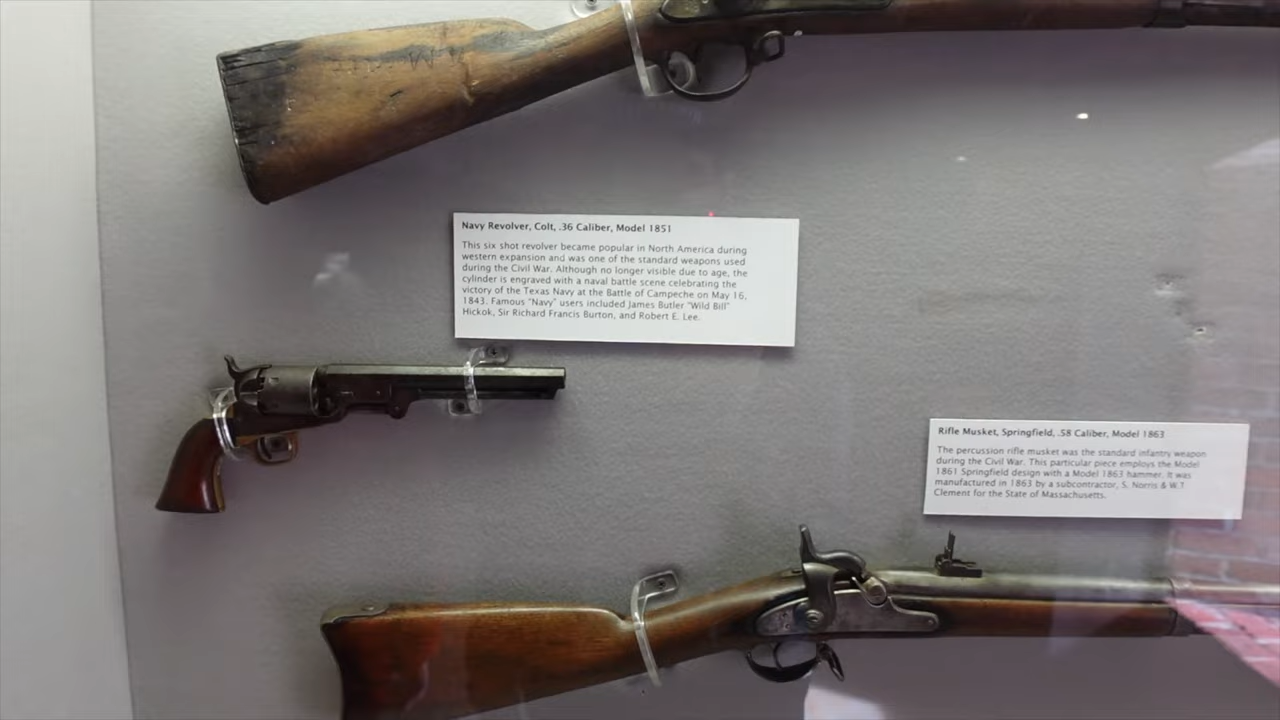 Navy Revolver, Colt, .36 Caliber, Model 1851
This six shot revolver became popular in North America during
western expansion and was one of the standard weapons used
during the Civil War. Although no longer visible due to age, the
cylinder is engraved with a naval battle scene celebrating the
victory of the Texas Navy at the Battle of Campeche on May 16,
1843. Famous "Navy" users included James Butler "Wild Bill"
Hickok, Sir Richard Francis Burton, and Robert E. Lee.
Rifle Musket, Springfield, .58 Caliber, Model 1863
The percussion rifle musket was the standard infantry weapon
during the Civil War. This particular piece employs the Model
1861 Springfield design with a Model 1863 hammer. It was
manufactured in 1863 by a subcontractor, S. Norris & W.T.
Clement for the State of Massachusetts.